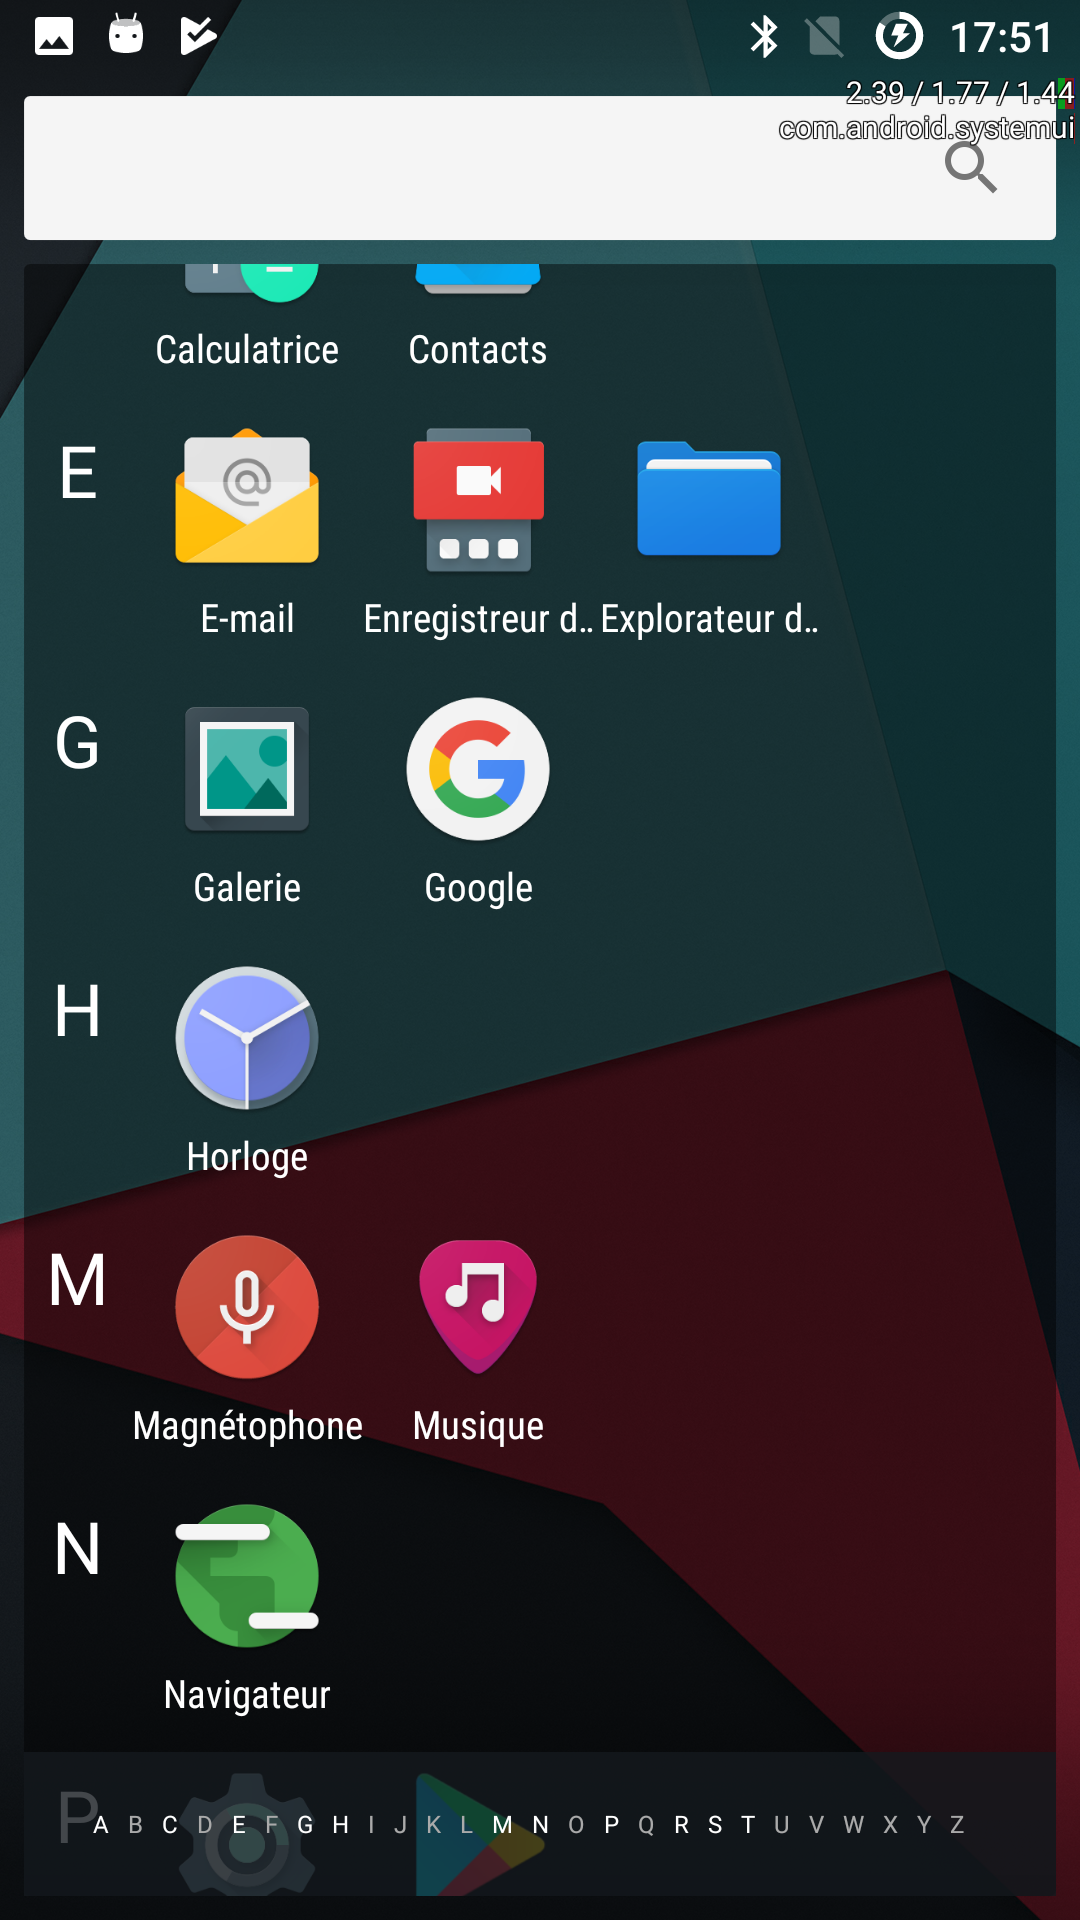 17:51
2.39 / 1.77 / 1.44
com.android.systemui
Calculatrice Contacts
E
E-mail Enregistreur d.. Explorateur d..
G
Galerie Google
H
Horloge
M
Magnétophone Musique
N
Navigateur
P
A B C D E F G H I J K L M N O P Q R S T U V W X Y Z